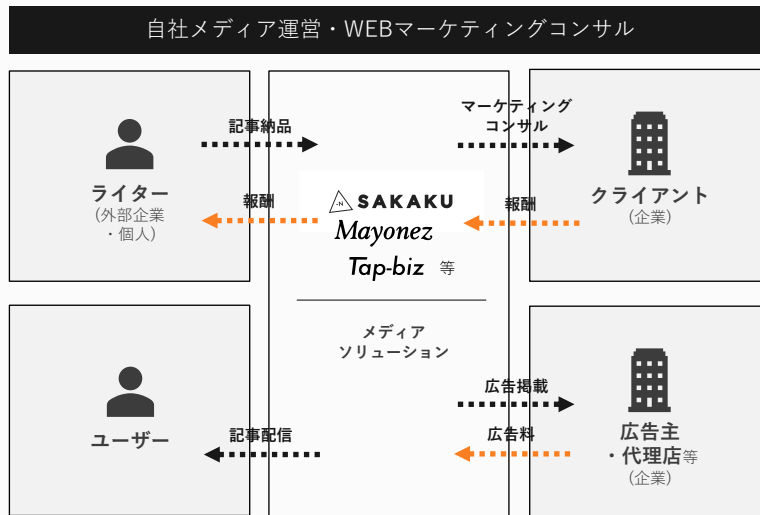 自社メディア運営・WEBマーケティングコンサル
記事納品
ライター
(外部企業
・個人)
報酬
SAKAKU
Mayonez
Tap-biz 等
メディア
ソリューション
マーケティング
コンサル
クライアント
(企業)
報酬
ユーザー
記事配信
広告掲載
広告料
広告主
・代理店等
(企業)